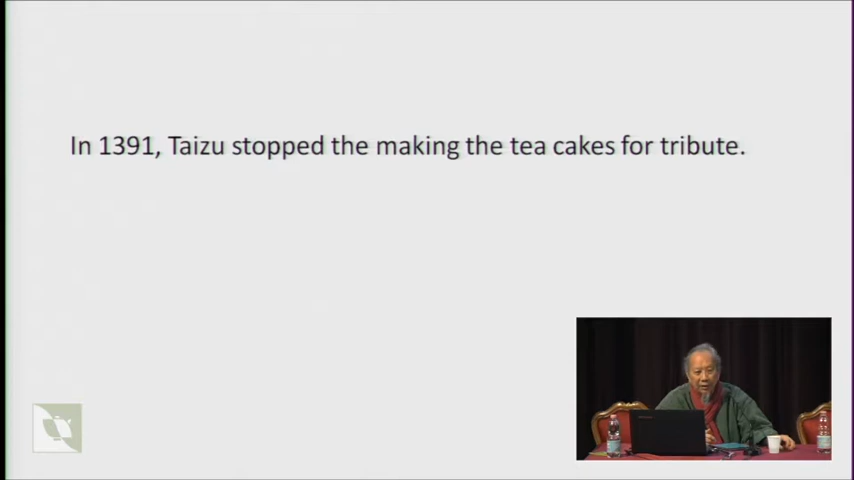 In 1391, Taizu stopped the making the tea cakes for tribute.